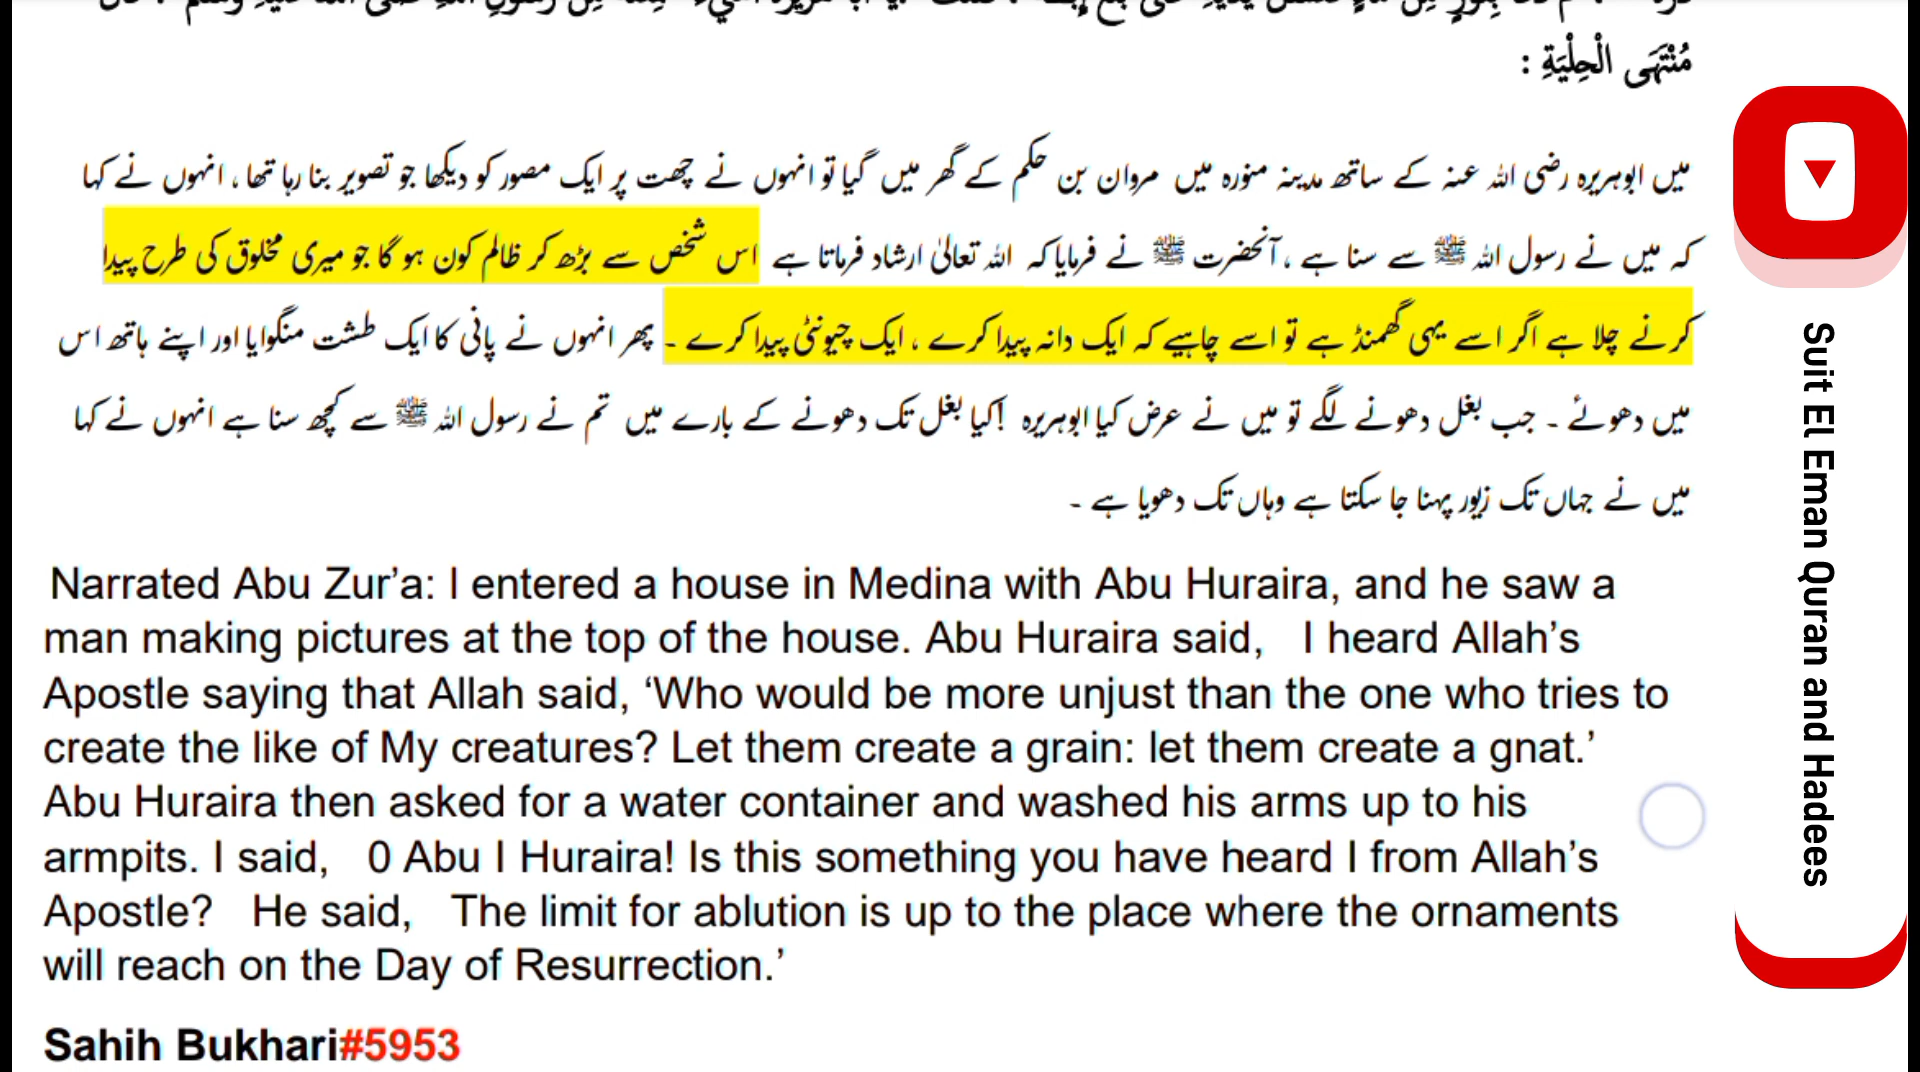 مُنْتَهَى الْحِلْيَةِ :
میں ابوہریرہ رضی اللہ عنہ کے ساتھ مدینہ منورہ میں مروان بن حکم کے گھر میں گیا تو انہوں نے چھت پر ایک مصور کو دیکھا جو تصویر بنا رہا تھا ، انہوں نے کہا
کہ میں نے رسول اللہ ﷺ سے سنا ہے ، آنحضرت ﷺ نے فرمایا کہ اللہ تعالیٰ ارشاد فرماتا ہے اس شخص سے بڑھ کر ظالم کون ہو گا جو میری مخلوق کی طرح پیدا
کرنے چلا ہے اگر اسے یہی گھمنڈ ہے تو اسے چاہیے کہ ایک دانہ پیدا کرے ، ایک چیونٹی پیدا کرے ۔ پھر انہوں نے پانی کا ایک طشت منگوایا اور اپنے ہاتھ اس
میں دھوئے ۔ جب بغل دھونے لگے تو میں نے عرض کیا ابوہریرہ ! کیا بغل تک دھونے کے بارے میں تم نے رسول اللہ ﷺ سے کچھ سنا ہے انہوں نے کہا
میں نے جہاں تک زیور پہنا جا سکتا ہے وہاں تک دھویا ہے ۔
Narrated Abu Zur’a: I entered a house in Medina with Abu Huraira, and he saw a
man making pictures at the top of the house. Abu Huraira said, I heard Allah’s
Apostle saying that Allah said, ‘Who would be more unjust than the one who tries to
create the like of My creatures? Let them create a grain: let them create a gnat.’
Abu Huraira then asked for a water container and washed his arms up to his
armpits. I said, 0 Abu I Huraira! Is this something you have heard I from Allah’s
Apostle? He said, The limit for ablution is up to the place where the ornaments
will reach on the Day of Resurrection.’
Sahih Bukhari#5953
Suit El Eman Quran and Hadees